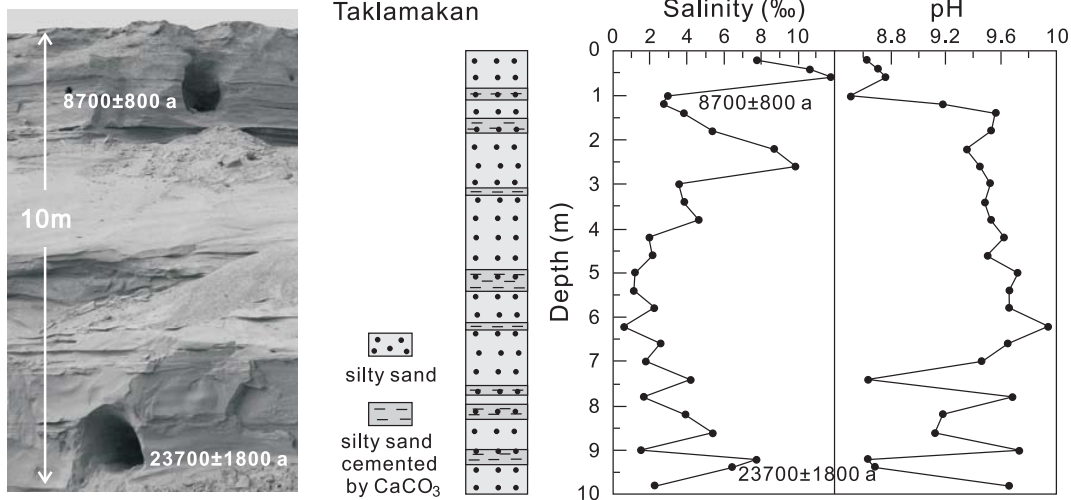 Taklamakan
8700±800 a
10m
23700±1800 a
silty sand
silty sand
cemented
by CaCO₃
Salinity (‰)
0 2 4 6 8 10
pH
8.8 9.2 9.6 10
Depth (m)
0
1
2
3
4
5
6
7
8
9
10
8700±800 a
23700±1800 a